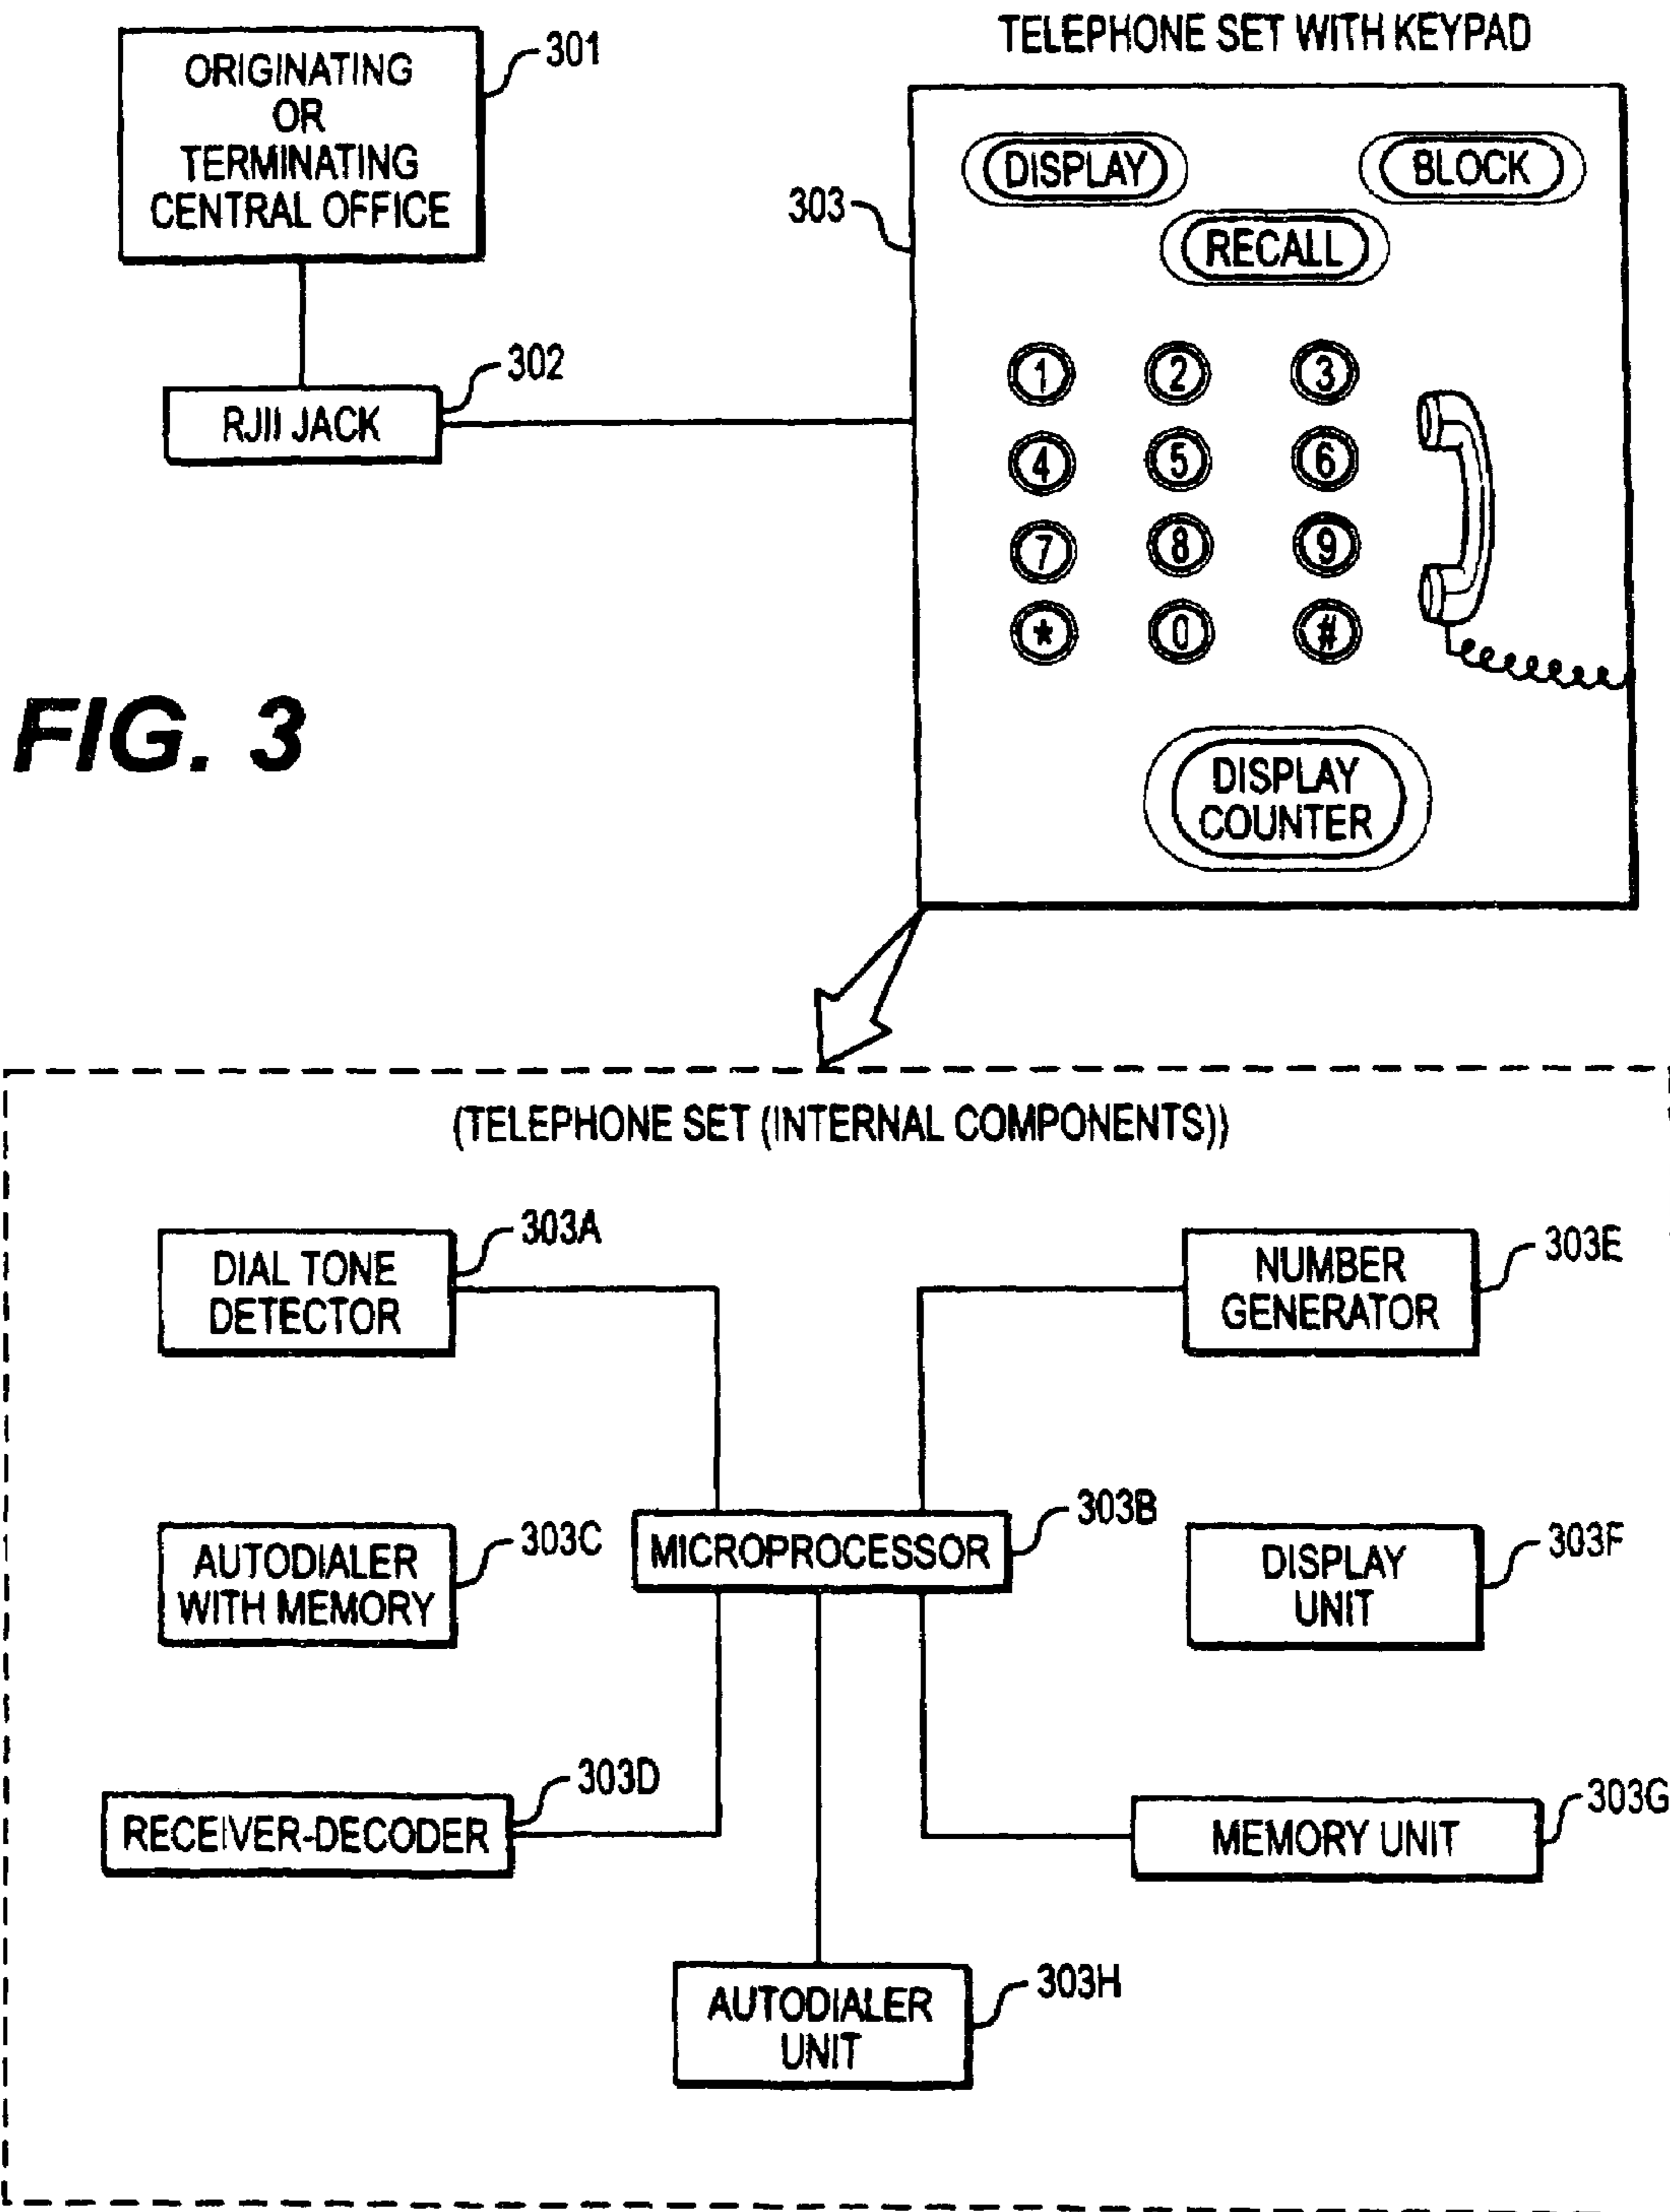 TELEPHONE SET WITH KEYPAD
ORIGINATING
OR
TERMINATING
CENTRAL OFFICE
301
DISPLAY
BLOCK
303
RECALL
302
RJII JACK
1 2 3
4 5 6
7 8 9
* 0 #
FIG. 3
DISPLAY
COUNTER
(TELEPHONE SET (INTERNAL COMPONENTS))
303A
DIAL TONE
DETECTOR
303E
NUMBER
GENERATOR
303C
AUTODIALER
WITH MEMORY
303B
MICROPROCESSOR
303F
DISPLAY
UNIT
303D
RECEIVER-DECODER
303G
MEMORY UNIT
303H
AUTODIALER
UNIT